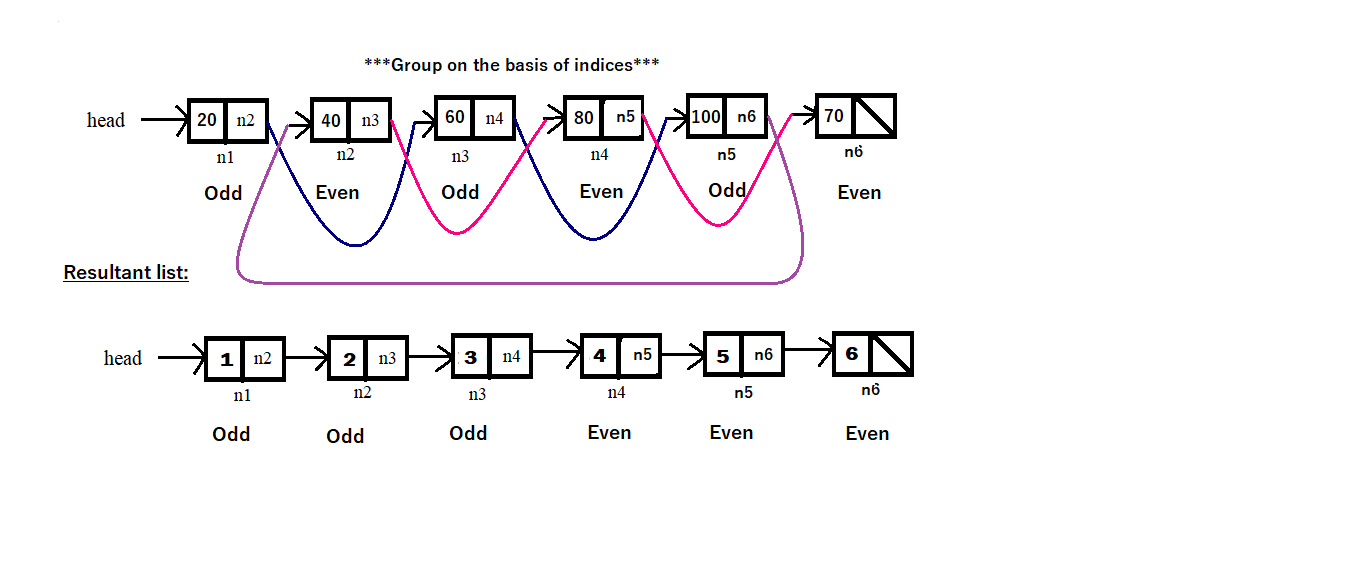 ***Group on the basis of indices***
head 20 n2 40 n3 60 n4 80 n5 100 n6 70
n1 n2 n3 n4 n5 n6
Odd Even Odd Even Odd Even
Resultant list:
head 1 n2 2 n3 3 n4 4 n5 5 n6 6
n1 n2 n3 n4 n5 n6
Odd Odd Odd Even Even Even